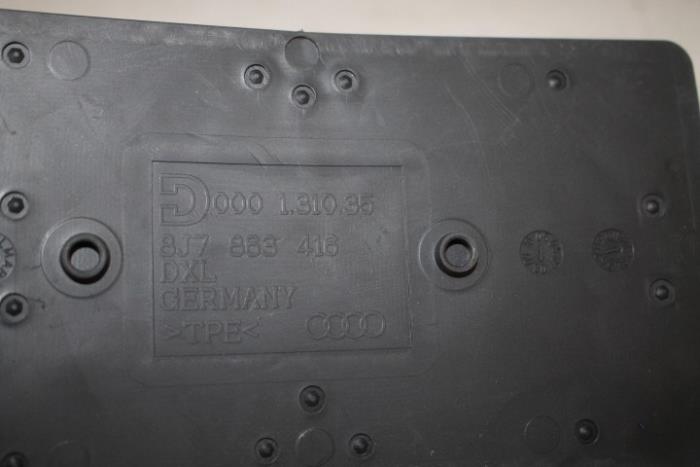 D 000 1.310.35
8J7 863 416
DXL
GERMANY
>TPE<